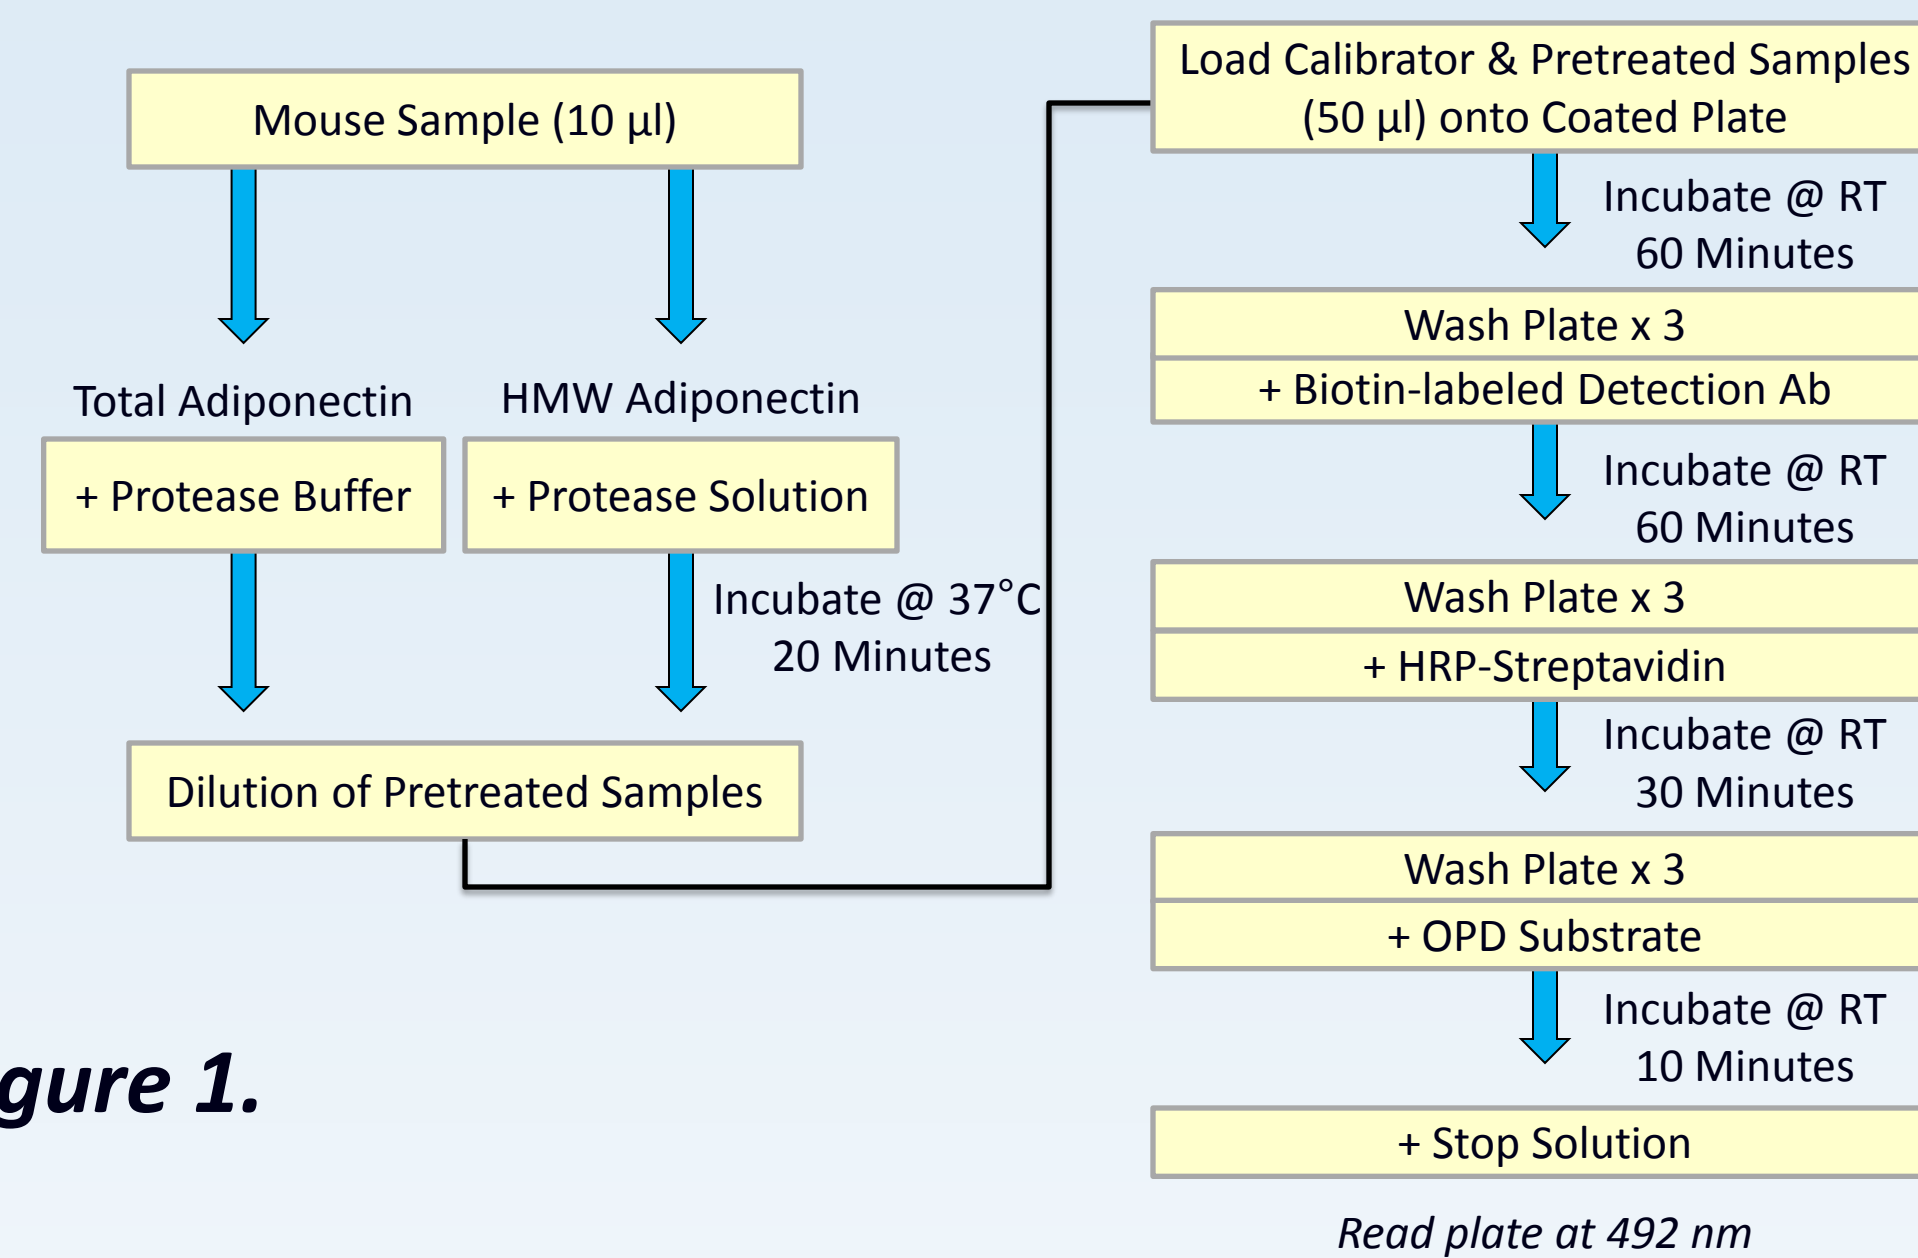 Mouse Sample (10 µl)
Total Adiponectin
+ Protease Buffer
HMW Adiponectin
+ Protease Solution
Incubate @ 37°C
20 Minutes
Dilution of Pretreated Samples
Load Calibrator & Pretreated Samples
(50 µl) onto Coated Plate
Incubate @ RT
60 Minutes
Wash Plate x 3
+ Biotin-labeled Detection Ab
Incubate @ RT
60 Minutes
Wash Plate x 3
+ HRP-Streptavidin
Incubate @ RT
30 Minutes
Wash Plate x 3
+ OPD Substrate
Incubate @ RT
10 Minutes
+ Stop Solution
Read plate at 492 nm
gure 1.